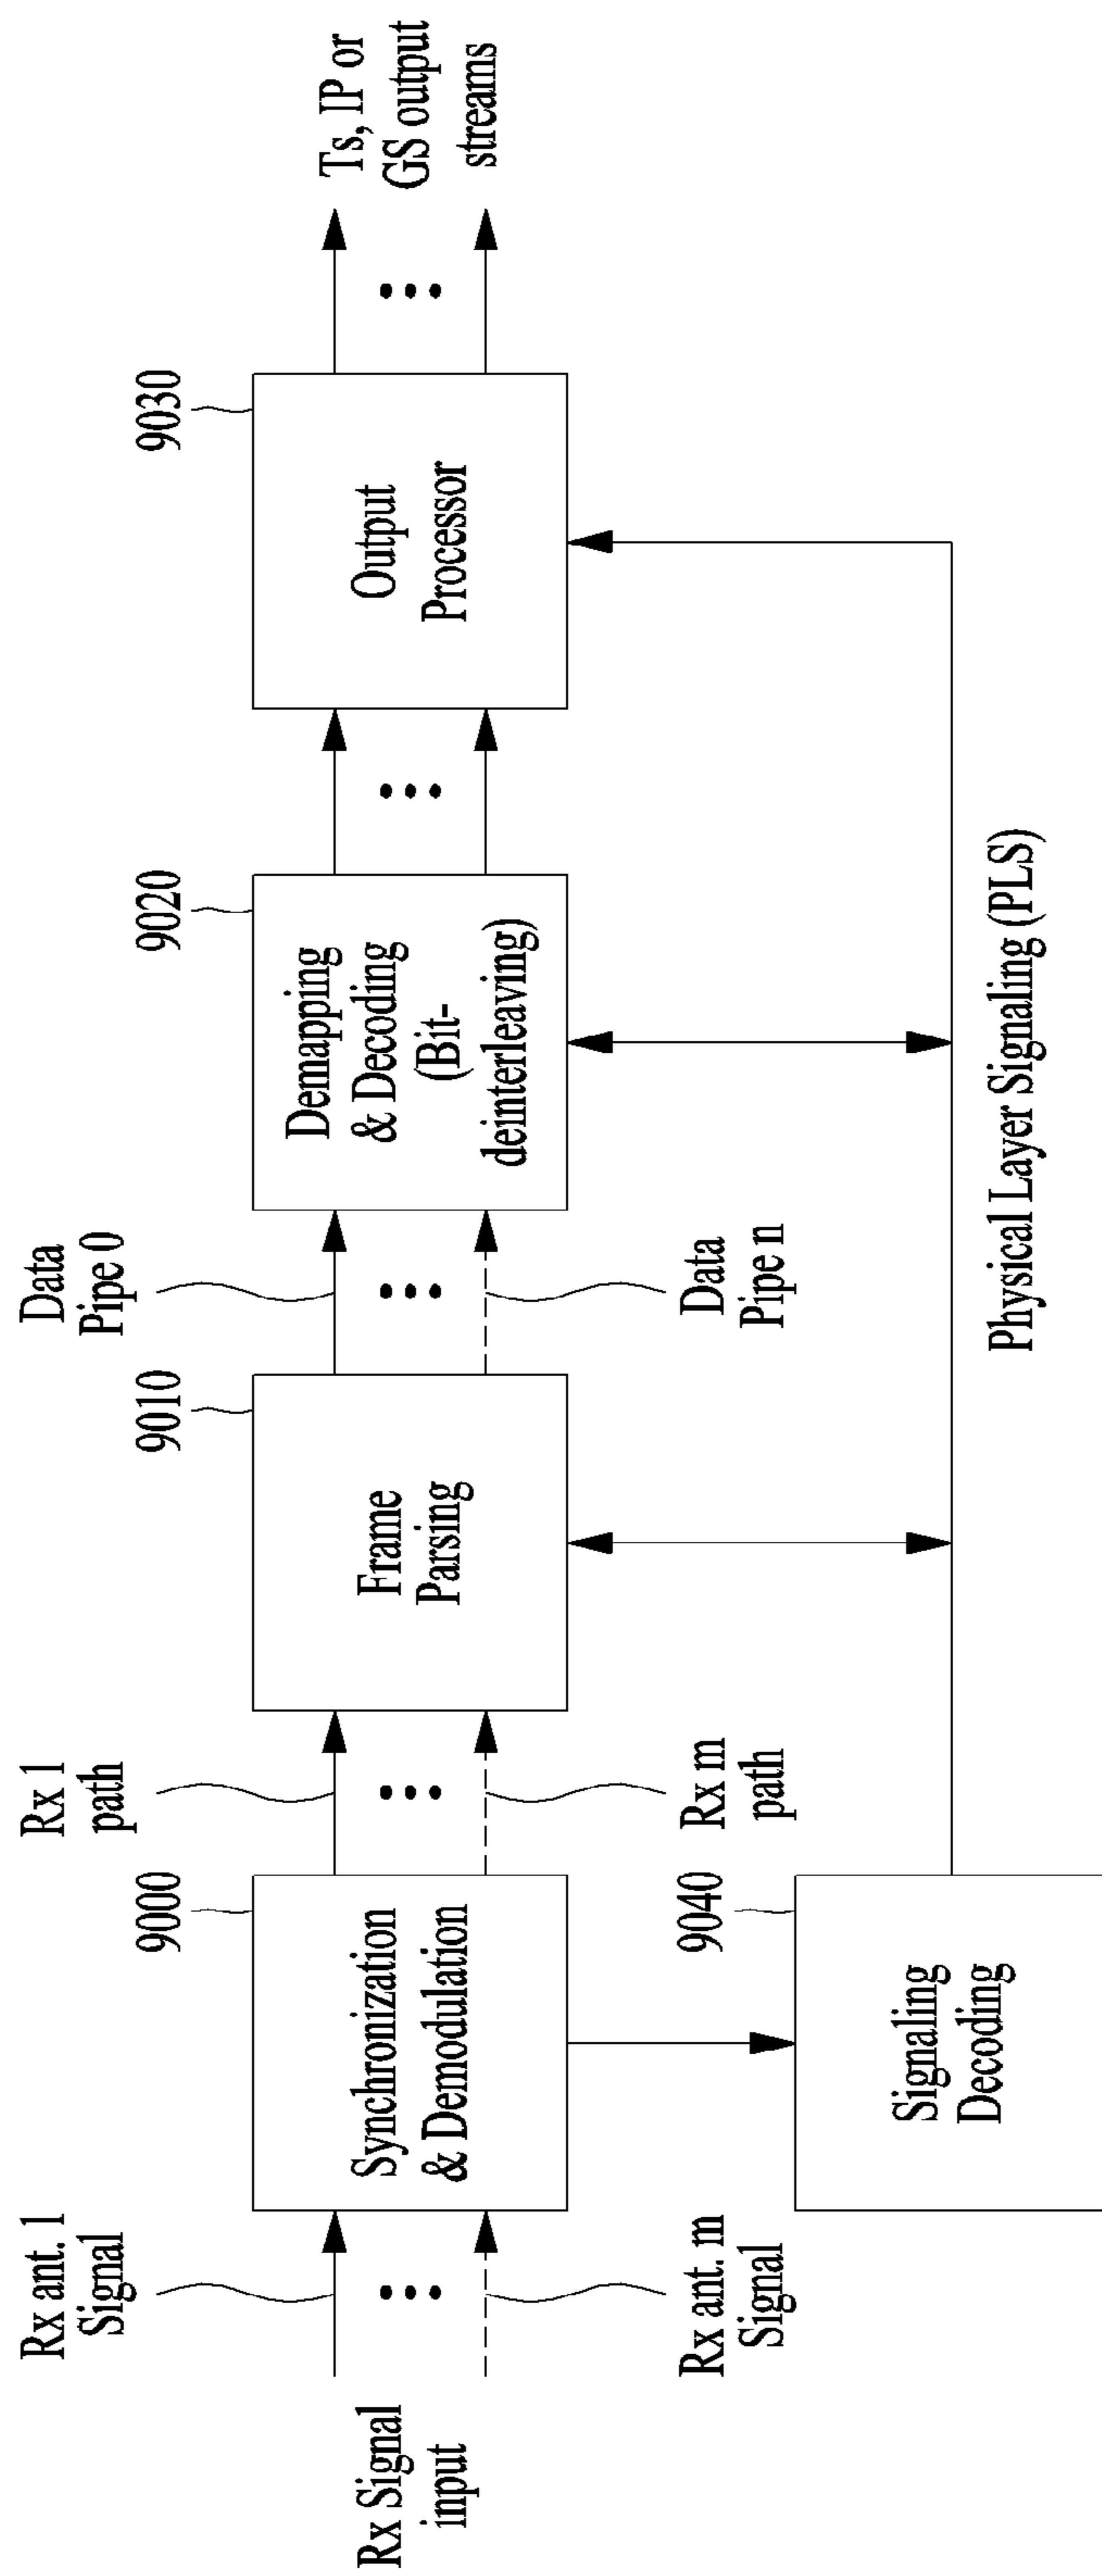 Rx Signal
input
Rx ant. 1
Signal
Rx ant. m
Signal
9000
Synchronization
& Demodulation
Rx 1
path
Rx m
path
9010
Frame
Parsing
Data
Pipe 0
Data
Pipe n
9020
Demapping
& Decoding
(Bit-
deinterleaving)
9030
Output
Processor
Ts, IP or
GS output
streams
9040
Signaling
Decoding
Physical Layer Signaling (PLS)